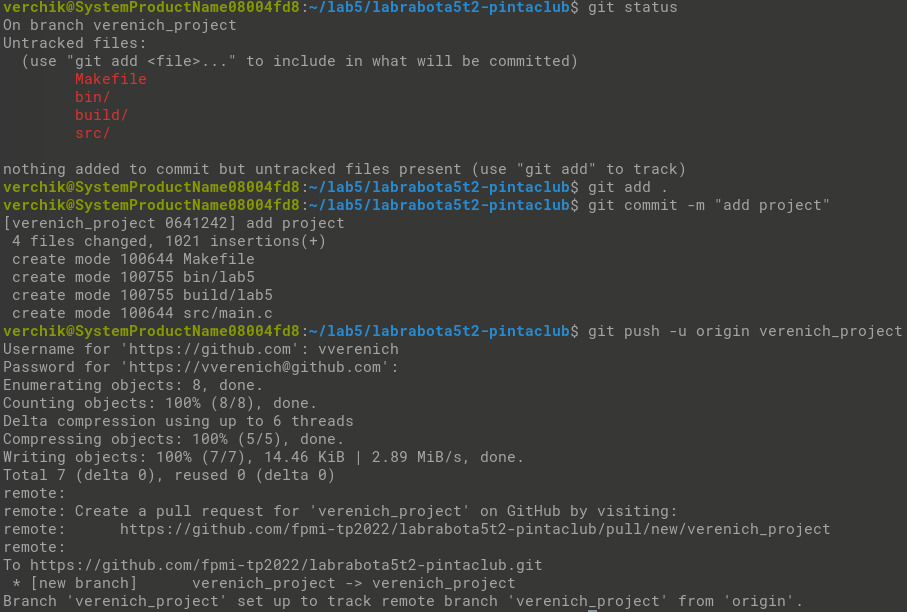 verchik@SystemProductName08004fd8:~/lab5/labrabota5t2-pintaclub$ git status
On branch verenich_project
Untracked files:
  (use "git add <file>..." to include in what will be committed)
        Makefile
        bin/
        build/
        src/

nothing added to commit but untracked files present (use "git add" to track)
verchik@SystemProductName08004fd8:~/lab5/labrabota5t2-pintaclub$ git add .
verchik@SystemProductName08004fd8:~/lab5/labrabota5t2-pintaclub$ git commit -m "add project"
[verenich_project 0641242] add project
 4 files changed, 1021 insertions(+)
 create mode 100644 Makefile
 create mode 100755 bin/lab5
 create mode 100755 build/lab5
 create mode 100644 src/main.c
verchik@SystemProductName08004fd8:~/lab5/labrabota5t2-pintaclub$ git push -u origin verenich_project
Username for 'https://github.com': vverenich
Password for 'https://vverenich@github.com':
Enumerating objects: 8, done.
Counting objects: 100% (8/8), done.
Delta compression using up to 6 threads
Compressing objects: 100% (5/5), done.
Writing objects: 100% (7/7), 14.46 KiB | 2.89 MiB/s, done.
Total 7 (delta 0), reused 0 (delta 0)
remote:
remote: Create a pull request for 'verenich_project' on GitHub by visiting:
remote:      https://github.com/fpmi-tp2022/labrabota5t2-pintaclub/pull/new/verenich_project
remote:
To https://github.com/fpmi-tp2022/labrabota5t2-pintaclub.git
 * [new branch]      verenich_project -> verenich_project
Branch 'verenich_project' set up to track remote branch 'verenich_project' from 'origin'.